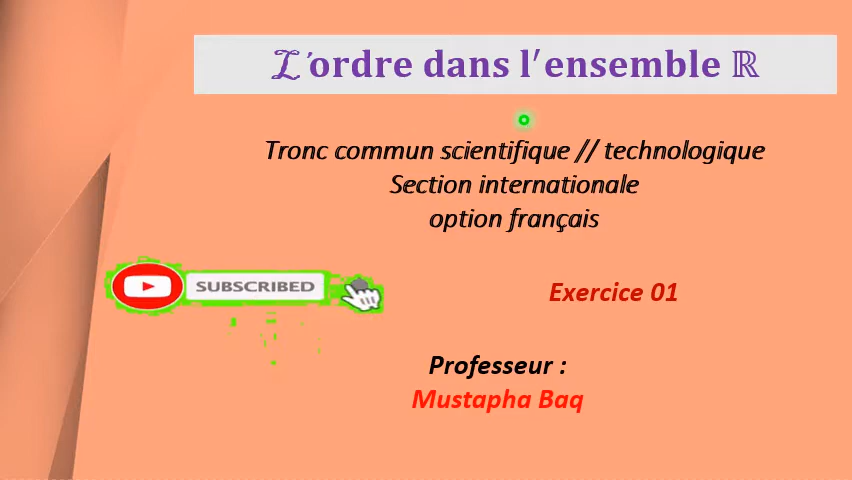 L'ordre dans l'ensemble ℝ
Tronc commun scientifique // technologique
Section internationale
option français
SUBSCRIBED
Exercice 01
Professeur :
Mustapha Baq